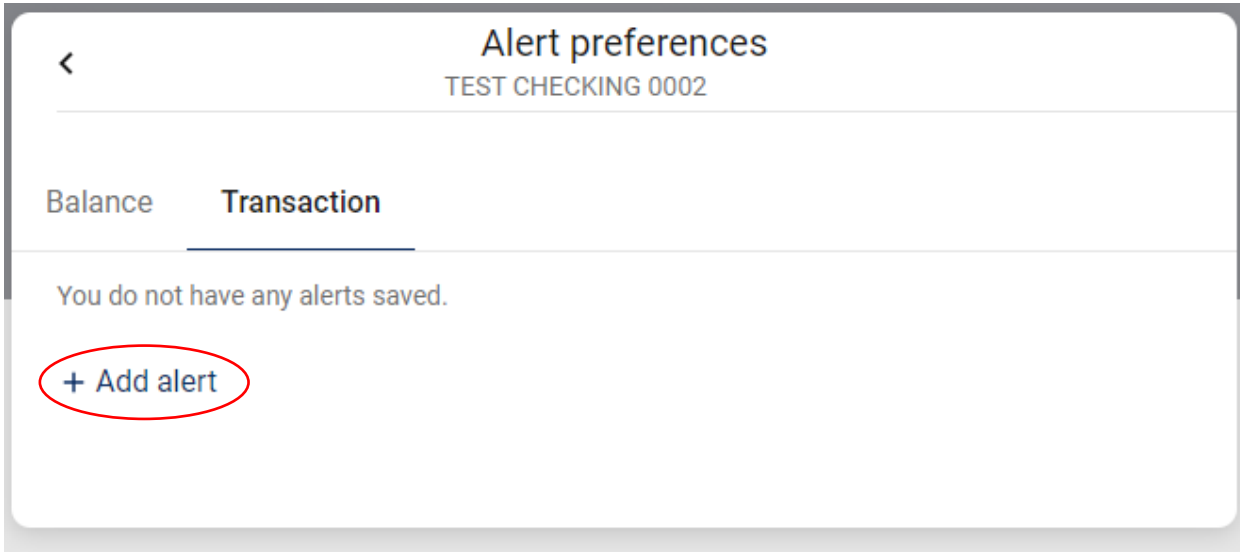 Alert preferences
TEST CHECKING 0002
Balance Transaction
You do not have any alerts saved.
+ Add alert